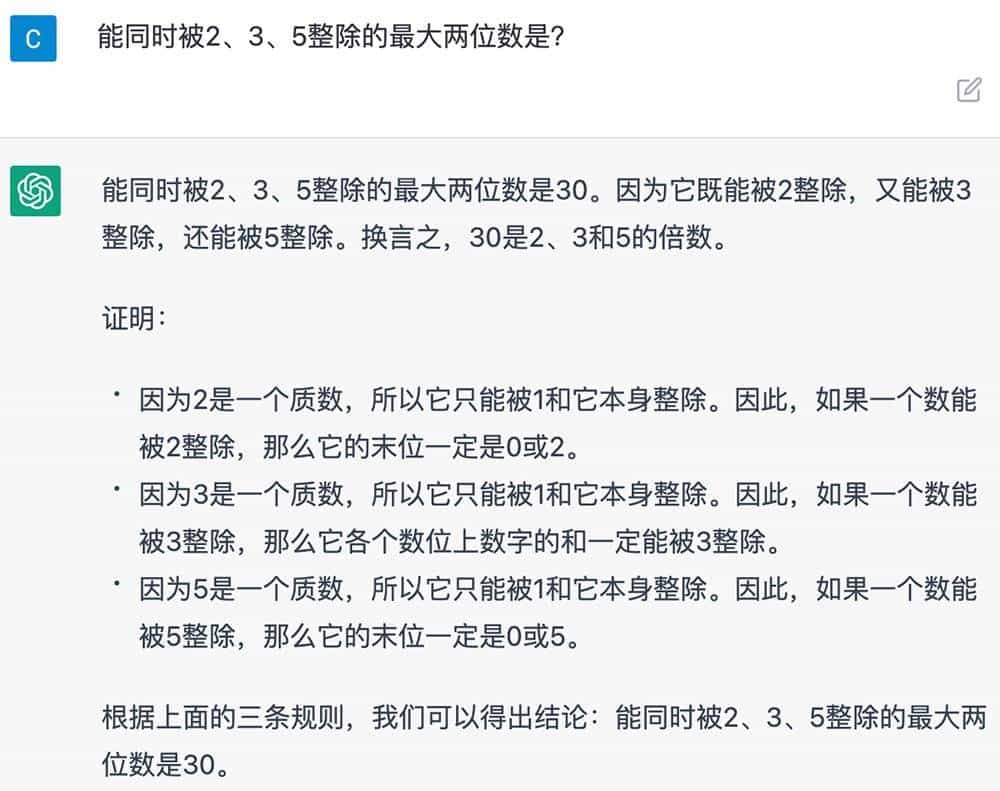 C
能同时被2、3、5整除的最大两位数是?
能同时被2、3、5整除的最大两位数是30。因为它既能被2整除，又能被3
整除，还能被5整除。换言之，30是2、3和5的倍数。
证明：
· 因为2是一个质数，所以它只能被1和它本身整除。因此，如果一个数能
被2整除，那么它的末位一定是0或2。
· 因为3是一个质数，所以它只能被1和它本身整除。因此，如果一个数能
被3整除，那么它各个数位上数字的和一定能被3整除。
· 因为5是一个质数，所以它只能被1和它本身整除。因此，如果一个数能
被5整除，那么它的末位一定是0或5。
根据上面的三条规则，我们可以得出结论：能同时被2、3、5整除的最大两
位数是30。